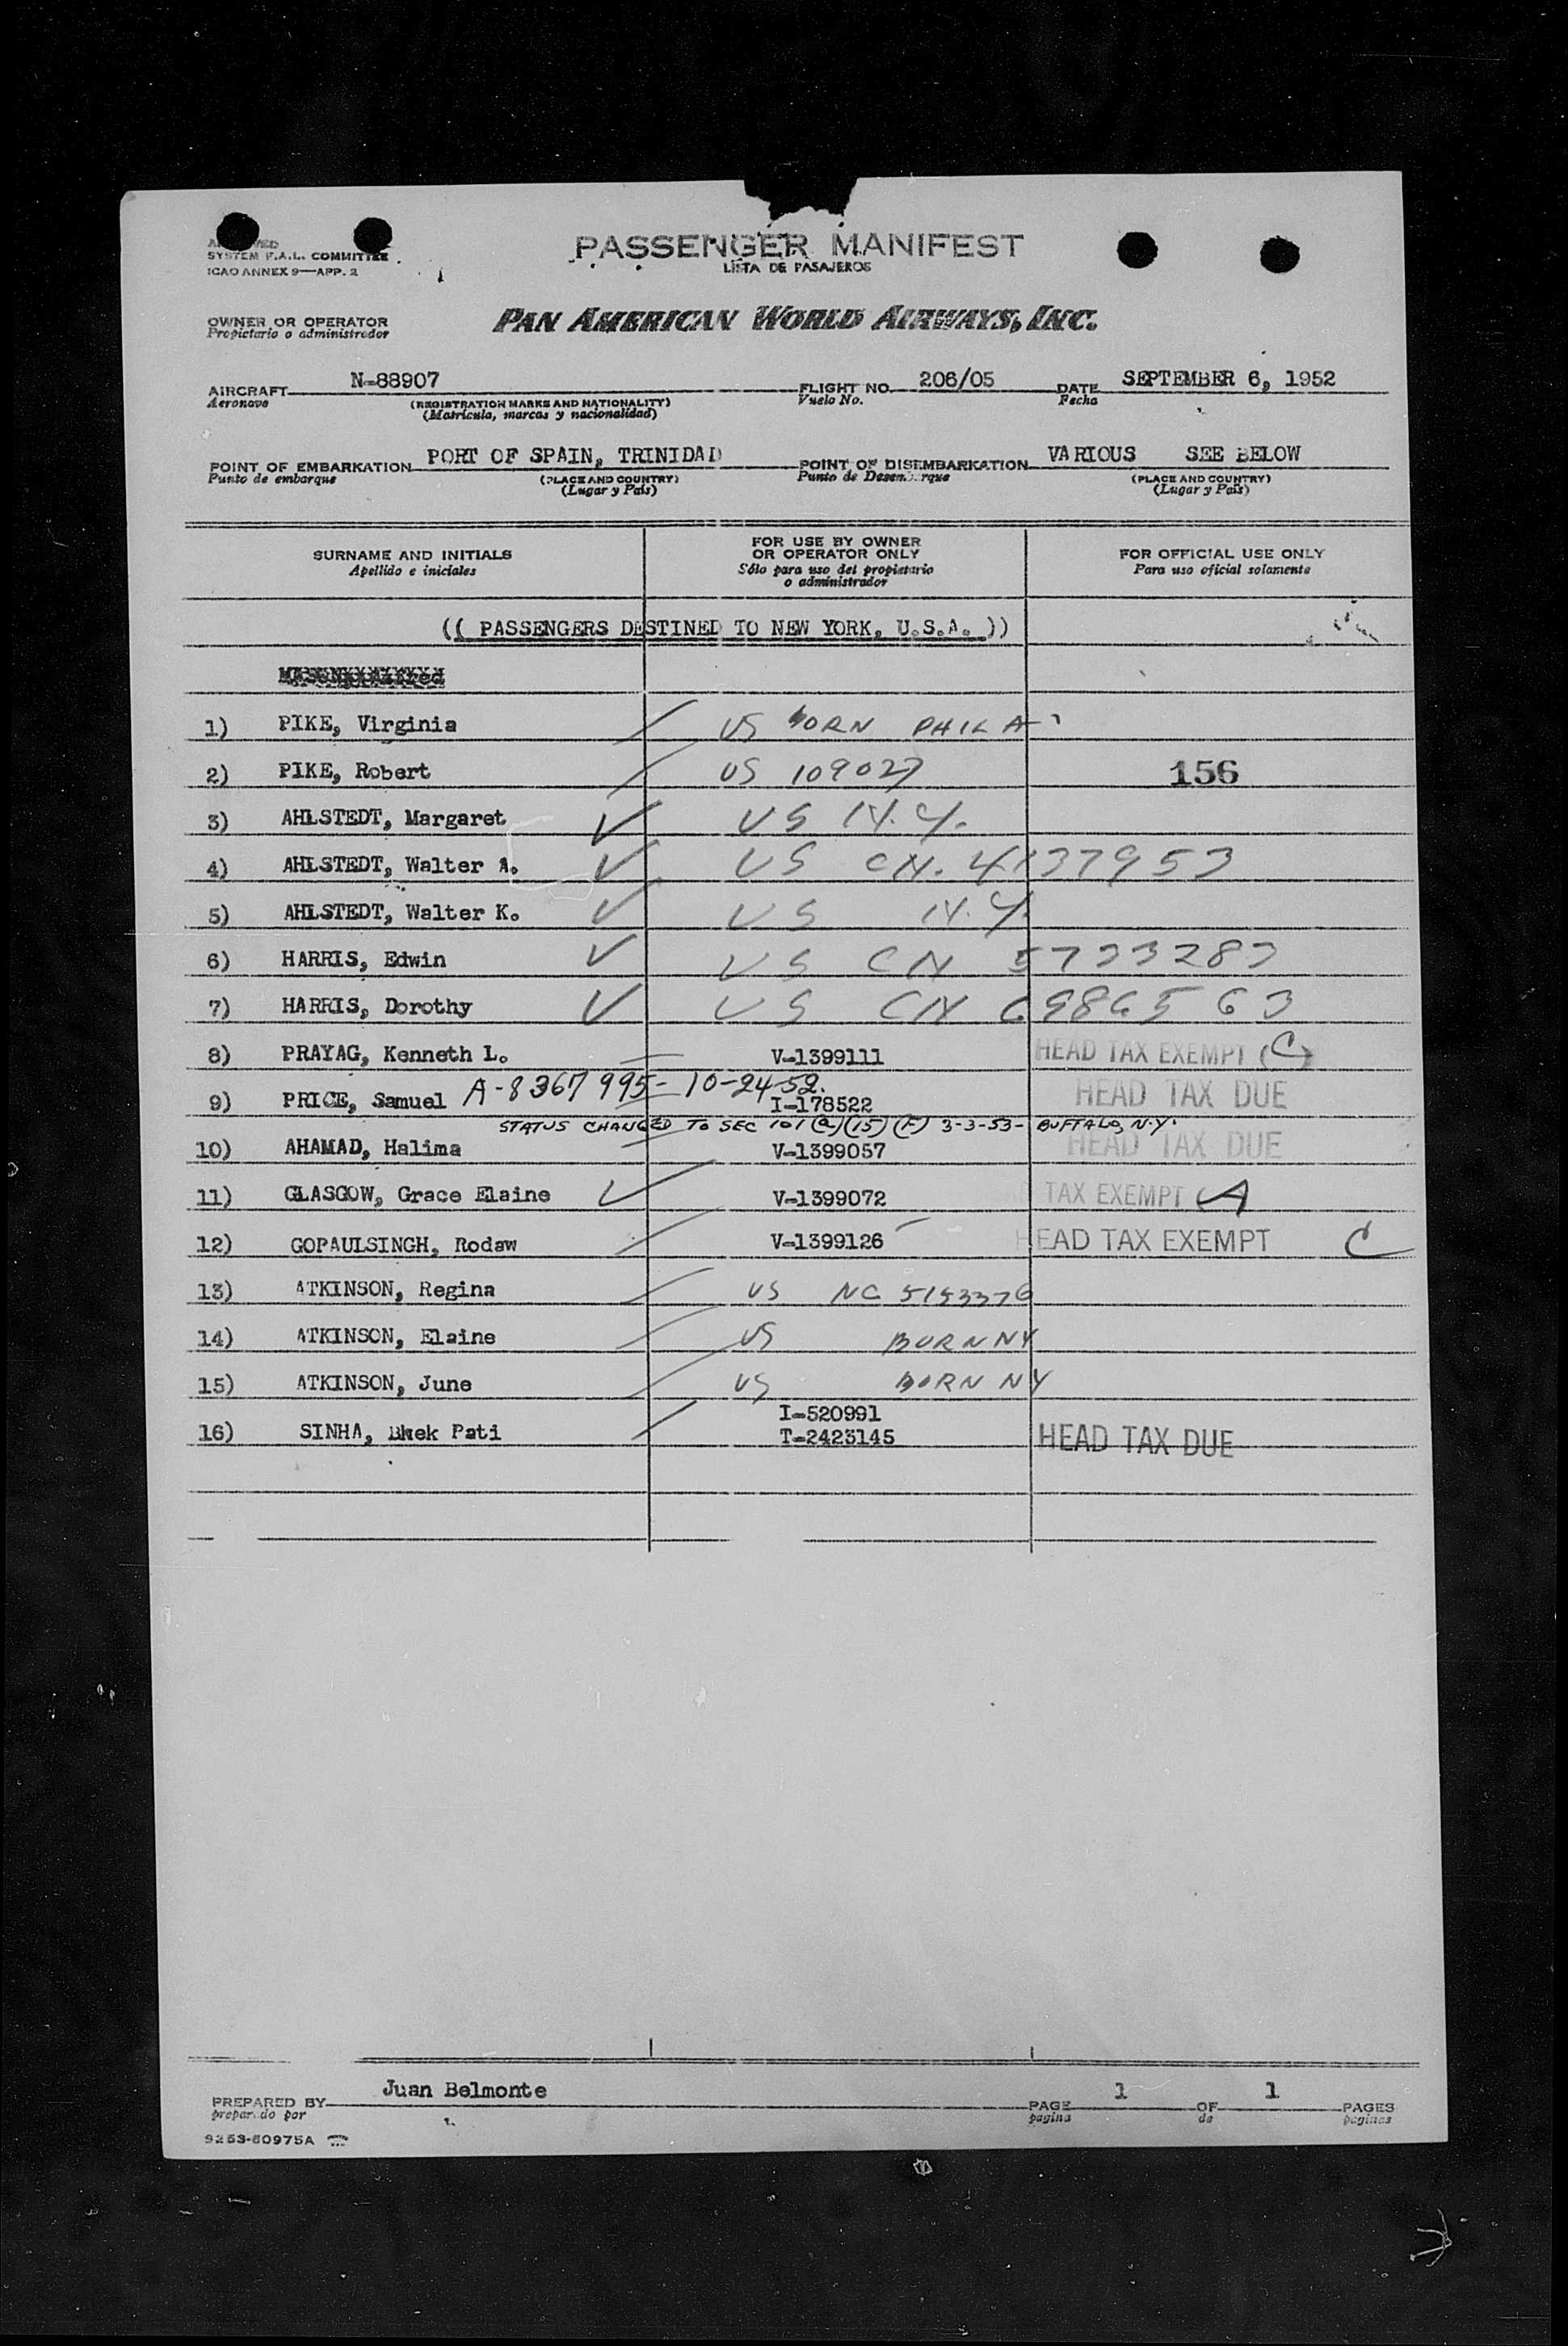 SYSTEM F.A.L. COMMITTEE
ICAO ANNEX 9—APP. 2
PASSENGER MANIFEST
LISTA DE PASAJEROS
OWNER OR OPERATOR
Propietario o administrador
PAN AMERICAN WORLD AIRWAYS, INC.
AIRCRAFT N-88907 FLIGHT NO. 206/05 DATE SEPTEMBER 6, 1952
Aeronave (REGISTRATION MARKS AND NATIONALITY) Vuelo No. Fecha
(Matrícula, marcas y nacionalidad)
POINT OF EMBARKATION PORT OF SPAIN, TRINIDAD POINT OF DISEMBARKATION VARIOUS SEE BELOW
Punto de embarque (PLACE AND COUNTRY) Punto de Desembarque (PLACE AND COUNTRY)
(Lugar y País) (Lugar y País)
SURNAME AND INITIALS FOR USE BY OWNER OR OPERATOR ONLY FOR OFFICIAL USE ONLY
Apellido e iniciales Sólo para uso del propietario o administrador Para uso oficial solamente
(( PASSENGERS DESTINED TO NEW YORK, U.S.A. ))
1) PIKE, Virginia US BORN PHILA
2) PIKE, Robert US 109027 156
3) AHLSTEDT, Margaret US N.Y.
4) AHLSTEDT, Walter A. US CN. 4137953
5) AHLSTEDT, Walter K. US N.Y.
6) HARRIS, Edwin US CN 5733283
7) HARRIS, Dorothy US CN 6986563
8) PRAYAG, Kenneth L. V-1399111 HEAD TAX EXEMPT (C)
A-8367995- 10-24-52.
9) PRICE, Samuel I-178522 HEAD TAX DUE
STATUS CHANGED TO SEC 101 (a)(15)(F) 3-3-53- BUFFALO, N.Y.
10) AHAMAD, Halima V-1399057 HEAD TAX DUE
11) GLASGOW, Grace Elaine V-1399072 TAX EXEMPT A
12) GOPAULSINGH, Rodaw V-1399126 HEAD TAX EXEMPT C
13) ATKINSON, Regina US NC 5153376
14) ATKINSON, Elaine US BORN NY
15) ATKINSON, June US BORN NY
I-520991
16) SINHA, Bhek Pati T-2423145 HEAD TAX DUE
PREPARED BY Juan Belmonte PAGE 1 OF 1 PAGES
preparado por pagina de paginas
9253-60975A